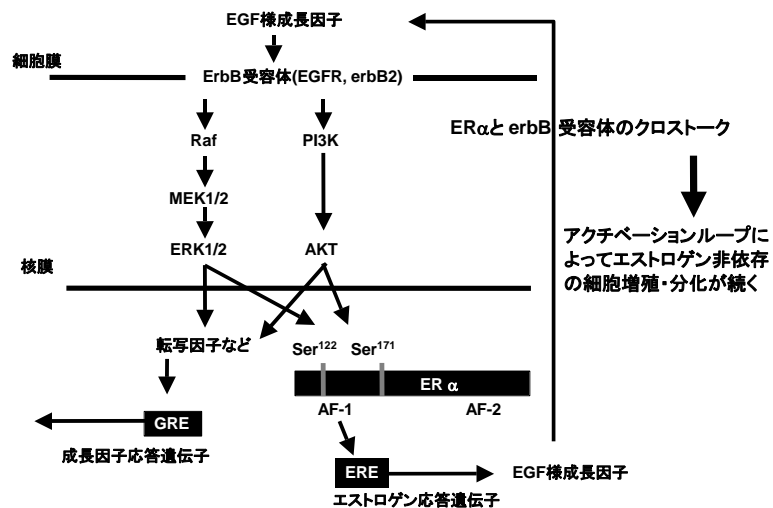 EGF様成長因子
細胞膜
ErbB受容体(EGFR, erbB2)
Raf
PI3K
ERαと erbB 受容体のクロストーク
MEK1/2
ERK1/2
AKT
アクチベーションループに
よってエストロゲン非依存
の細胞増殖・分化が続く
核膜
転写因子など
Ser122
Ser171
ER α
AF-1
AF-2
GRE
成長因子応答遺伝子
ERE
EGF様成長因子
エストロゲン応答遺伝子